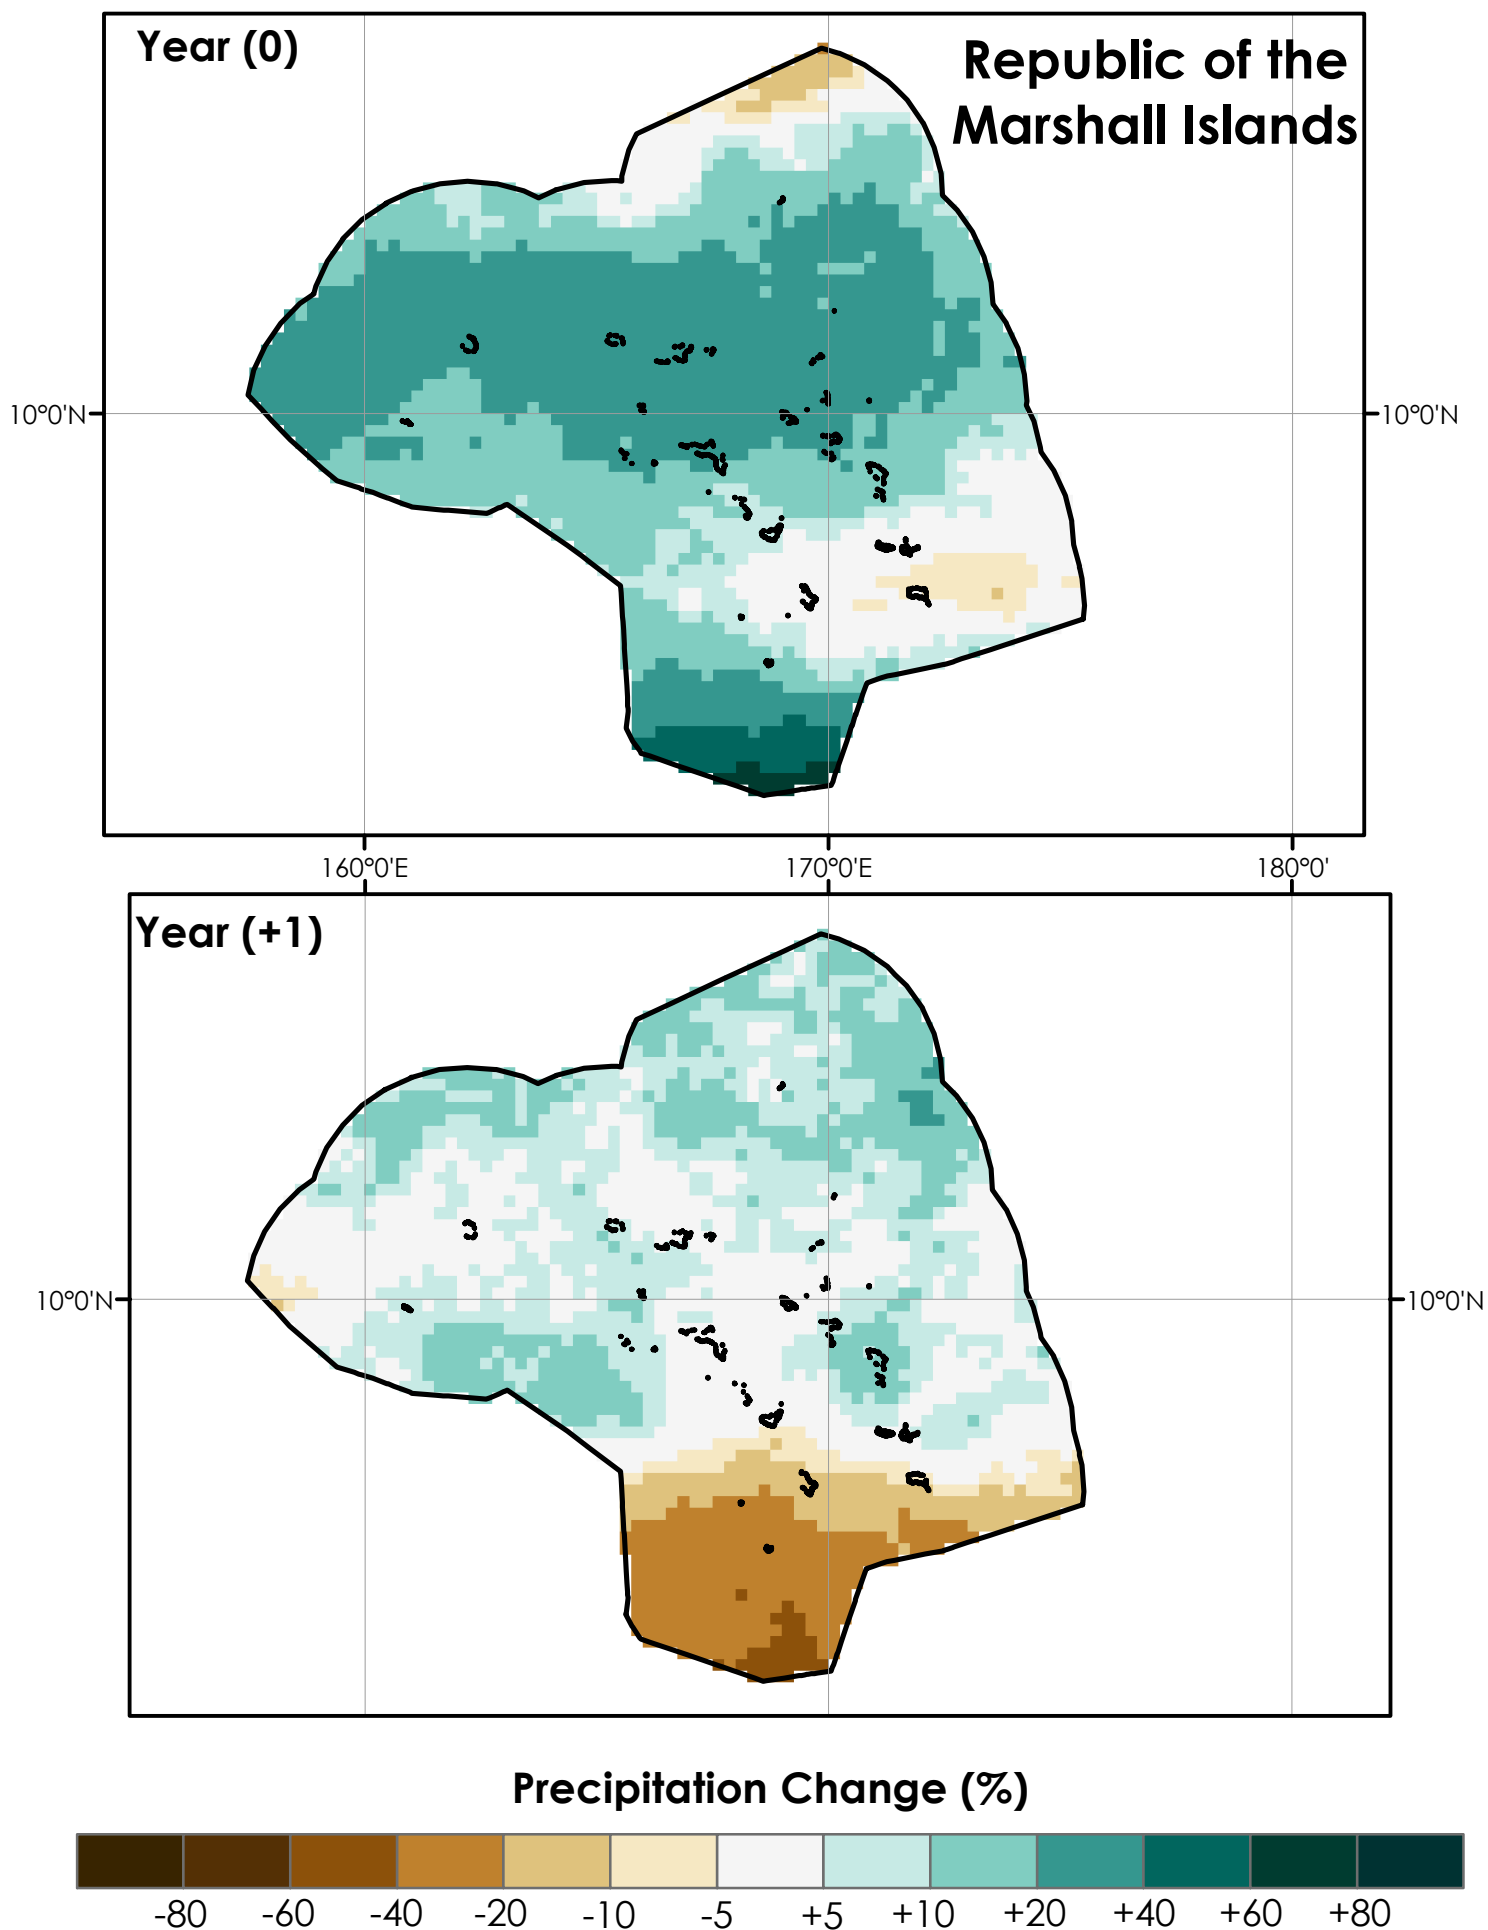 Year (0)
Republic of the
Marshall Islands
10°0'N
10°0'N
160°0'E
170°0'E
180°0'
Year (+1)
10°0'N
10°0'N
Precipitation Change (%)
-80
-60
-40
-20
-10
-5
+5
+10
+20
+40
+60
+80